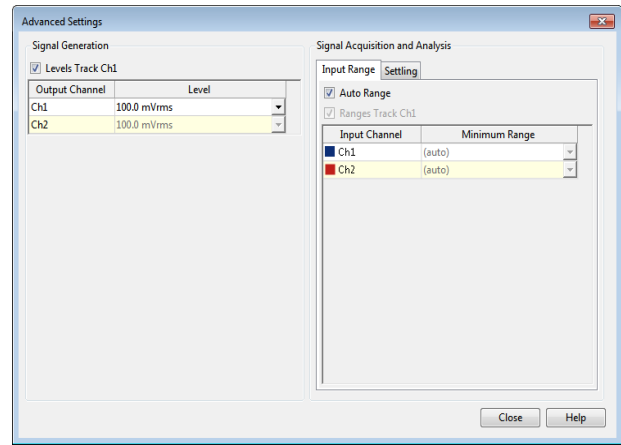 Advanced Settings
Signal Generation
Levels Track Ch1
Output Channel Level
Ch1 100.0 mVrms
Ch2 100.0 mVrms
Signal Acquisition and Analysis
Input Range Settling
Auto Range
Ranges Track Ch1
Input Channel Minimum Range
Ch1 (auto)
Ch2 (auto)
Close Help